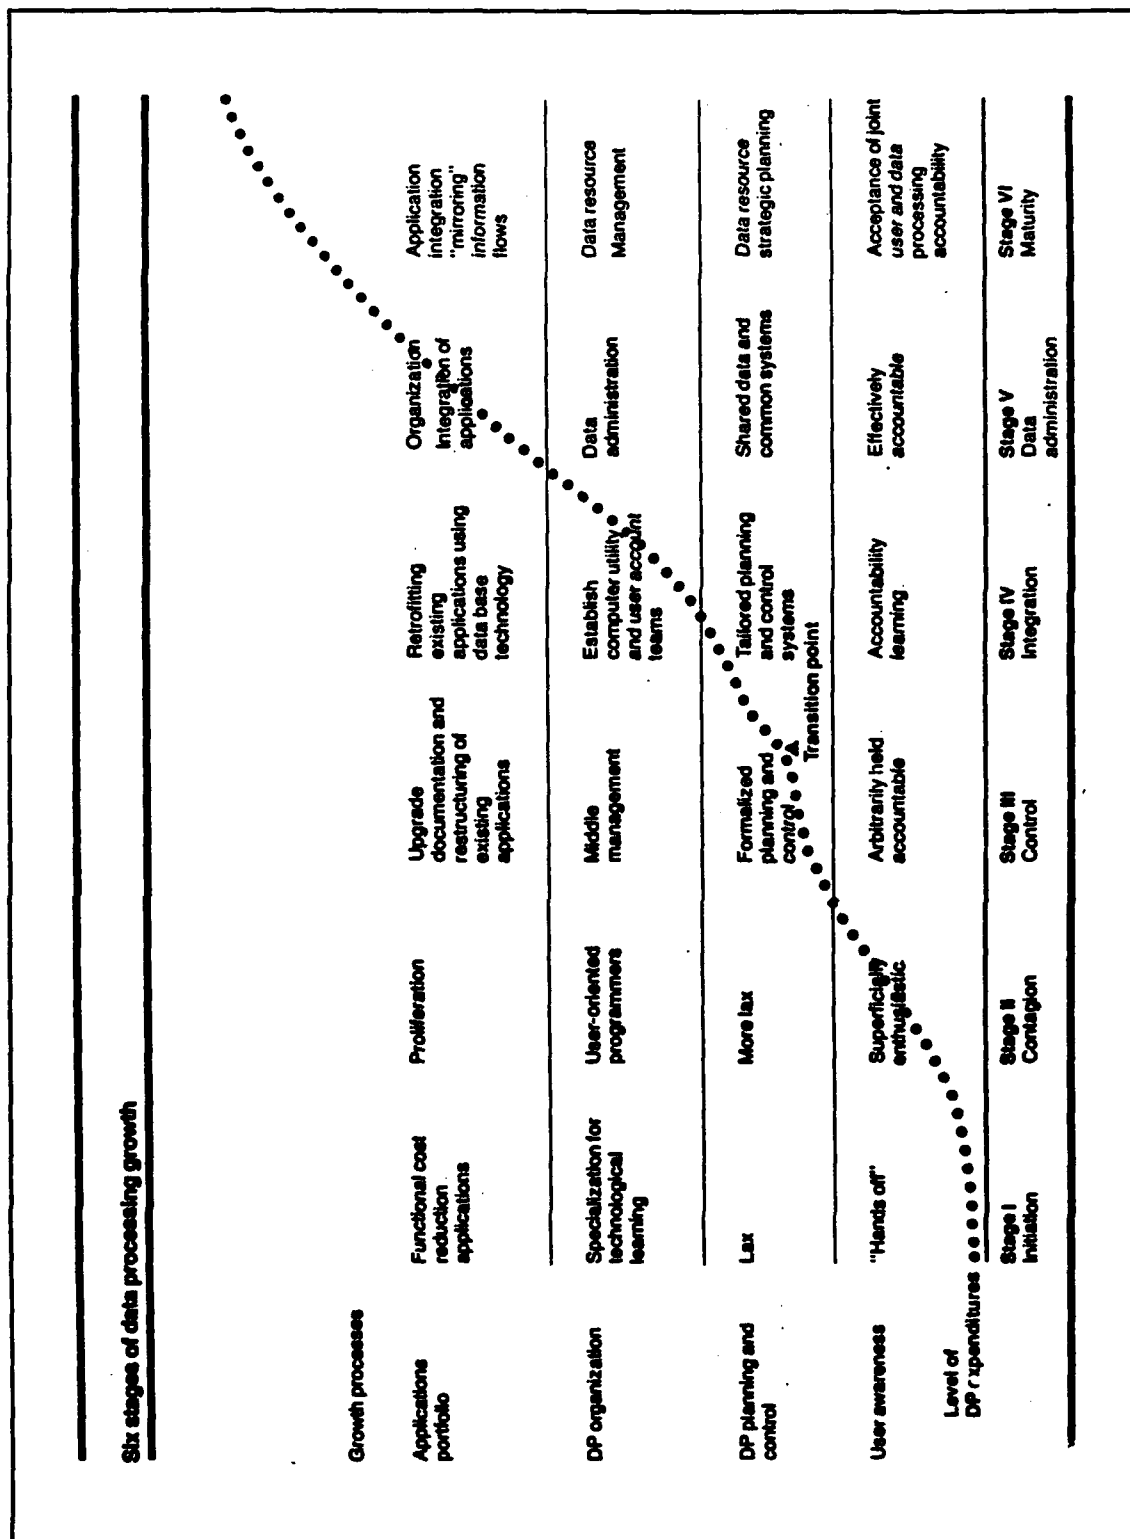 Six stages of data processing growth
Growth processes
Applications
portfolio
Functional cost
reduction
applications
Proliferation
Upgrade
documentation and
restructuring of
existing
applications
Retrofitting
existing
applications using
data base
technology
Organization
Integration of
applications
Application
integration
"mirroring"
information
flows
DP organization
Specialization for
technological
learning
User-oriented
programmers
Middle
management
Establish
computer utility
and user account
teams
Data
administration
Data resource
Management
DP planning and
control
Lax
More lax
Formalized
planning and
control
Transition point
Tailored planning
and control
systems
Shared data and
common systems
Data resource
strategic planning
User awareness
"Hands off"
Superficially
enthusiastic
Arbitrarily held
accountable
Accountability
learning
Effectively
accountable
Acceptance of joint
user and data
processing
accountability
Level of
DP expenditures
Stage I
Initiation
Stage II
Contagion
Stage III
Control
Stage IV
Integration
Stage V
Data
administration
Stage VI
Maturity